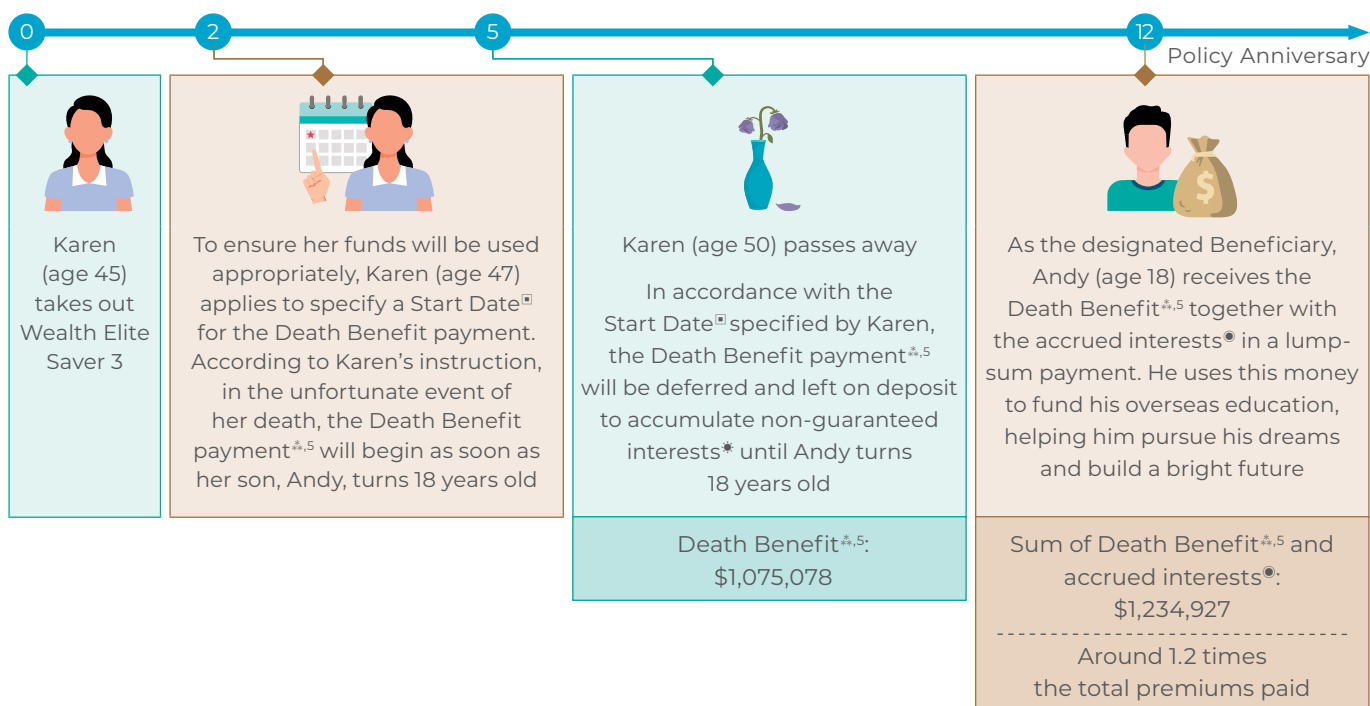 0
2
5
12
Policy Anniversary
Karen
(age 45)
takes out
Wealth Elite
Saver 3
To ensure her funds will be used
appropriately, Karen (age 47)
applies to specify a Start Date▣
for the Death Benefit payment.
According to Karen's instruction,
in the unfortunate event of
her death, the Death Benefit
payment⁂,5 will begin as soon as
her son, Andy, turns 18 years old
Karen (age 50) passes away
In accordance with the
Start Date▣ specified by Karen,
the Death Benefit payment⁂,5
will be deferred and left on deposit
to accumulate non-guaranteed
interests☀ until Andy turns
18 years old
Death Benefit⁂,5:
$1,075,078
As the designated Beneficiary,
Andy (age 18) receives the
Death Benefit⁂,5 together with
the accrued interests◉ in a lump-
sum payment. He uses this money
to fund his overseas education,
helping him pursue his dreams
and build a bright future
Sum of Death Benefit⁂,5 and
accrued interests◉:
$1,234,927
Around 1.2 times
the total premiums paid